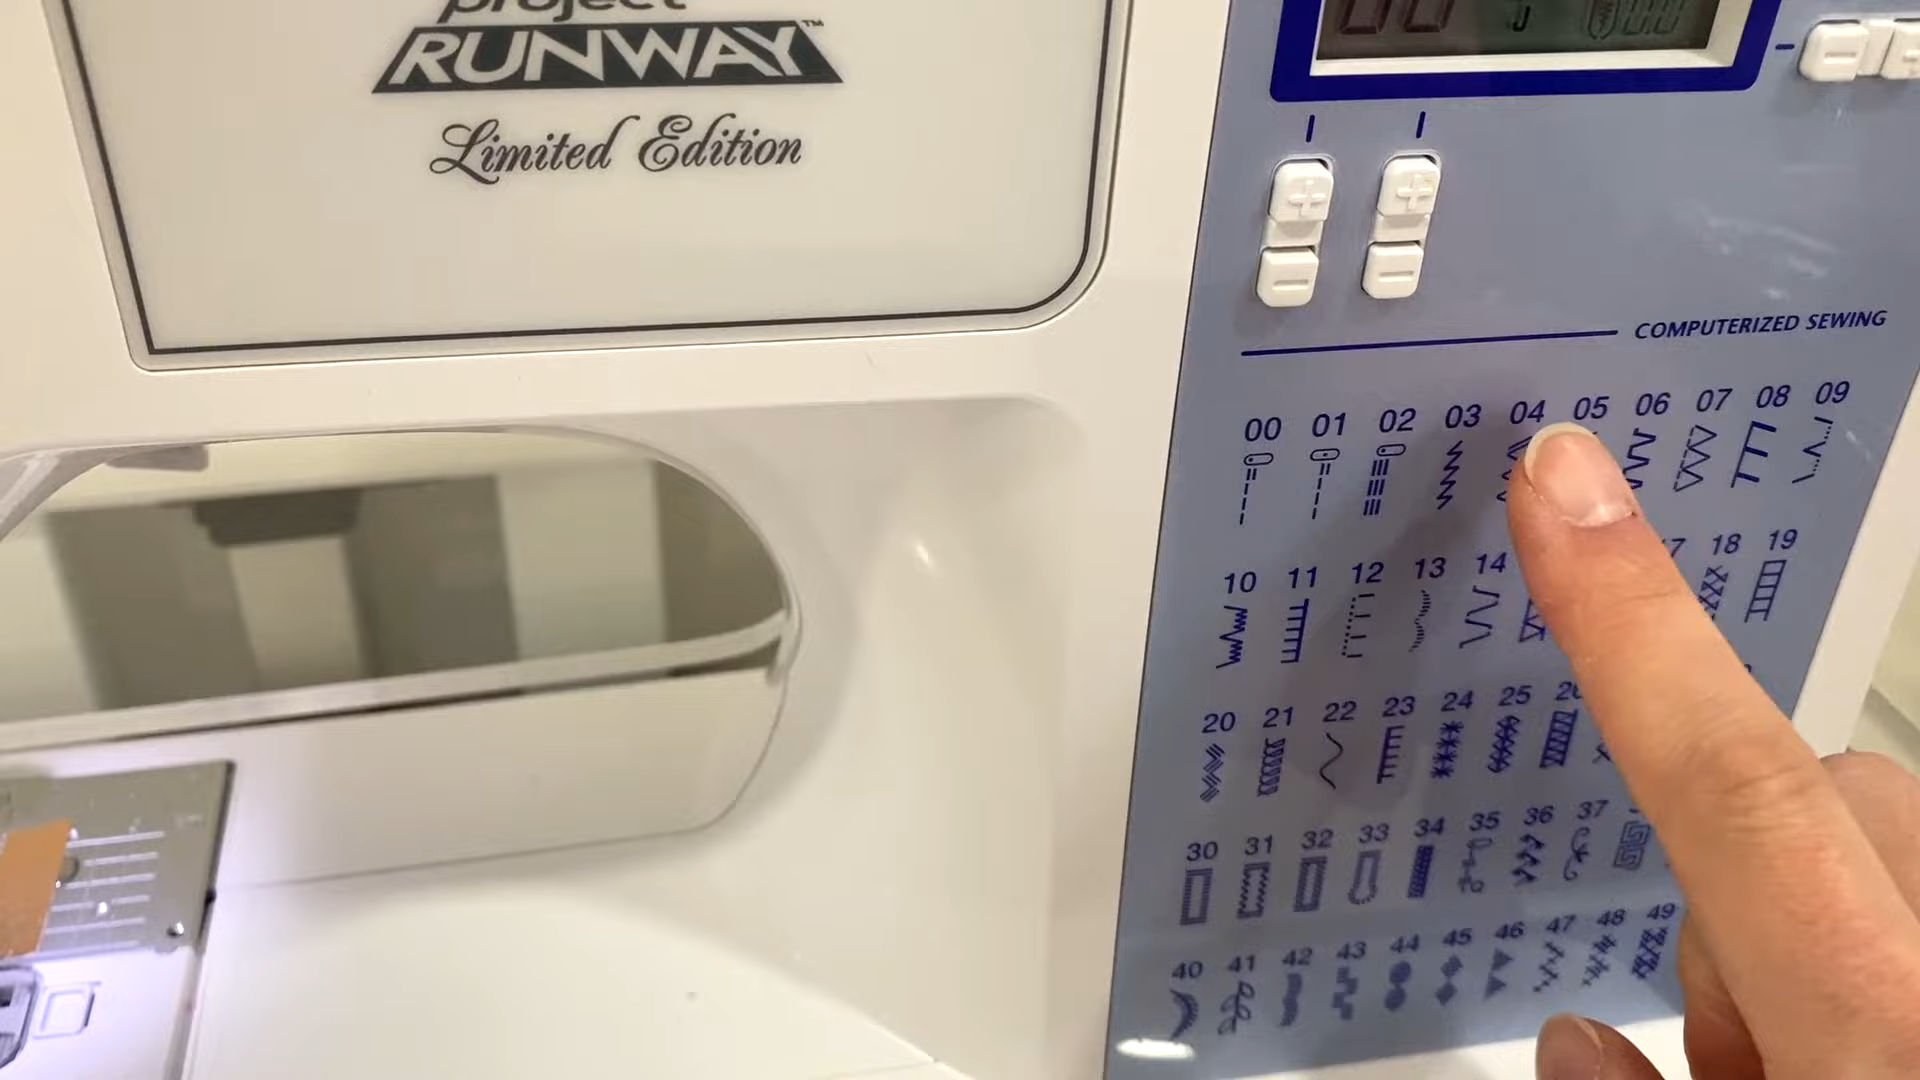 project
RUNWAY™
Limited Edition
00
COMPUTERIZED SEWING
00 01 02 03 04 05 06 07 08 09
10 11 12 13 14 18 19
20 21 22 23 24 25
30 31 32 33 34 35 36 37
40 41 42 43 44 45 46 47 48 49